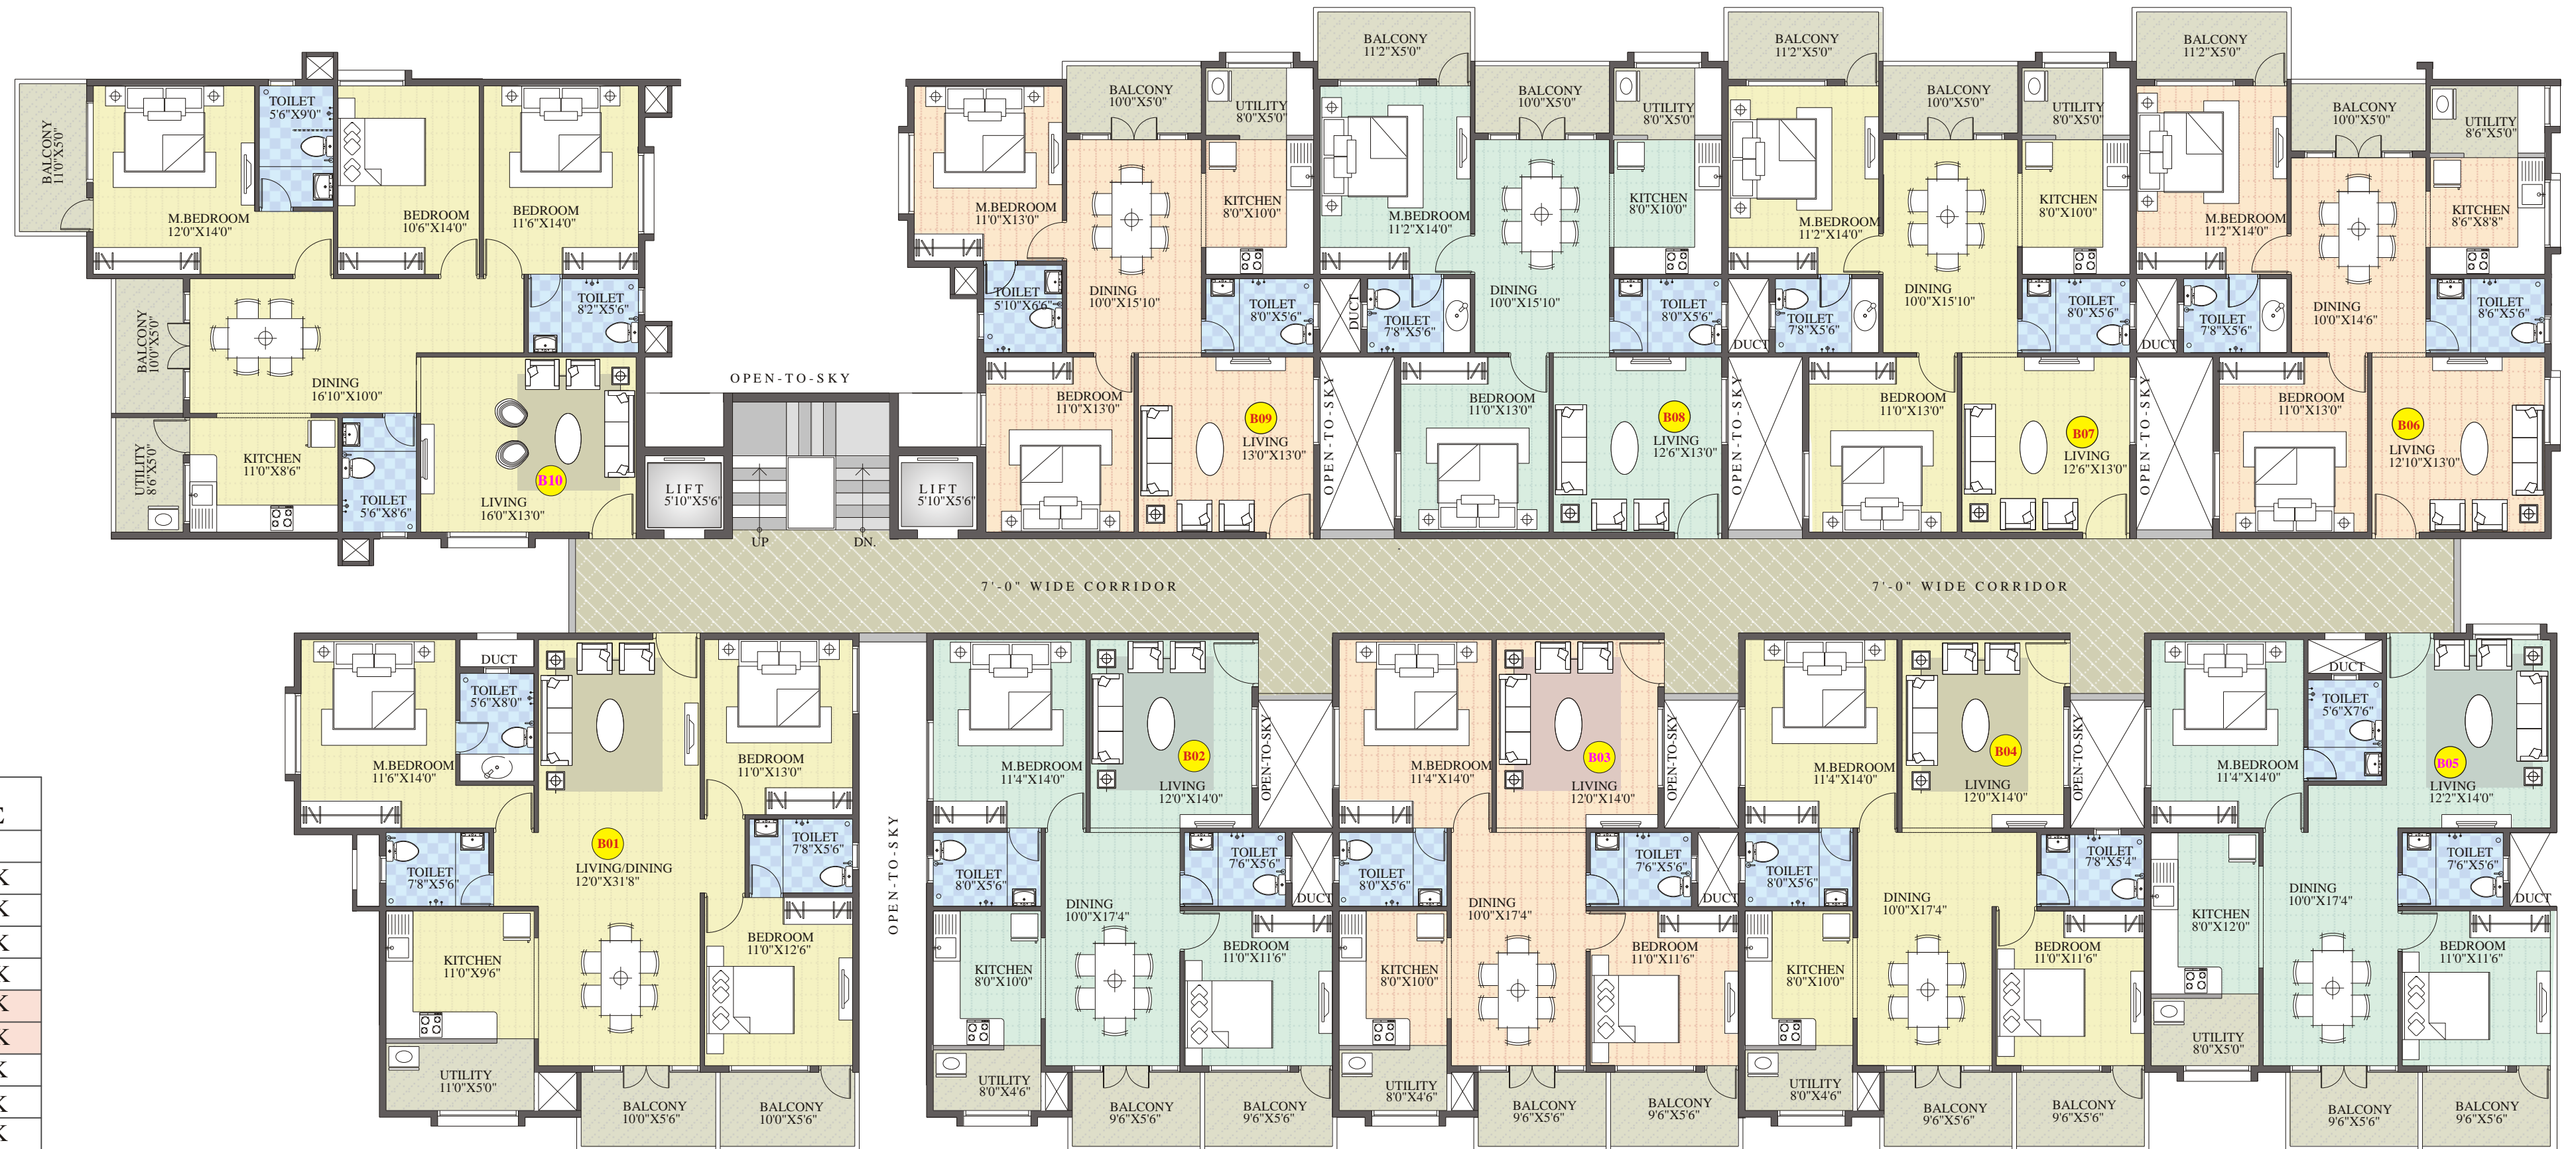 BALCONY
11'0"X5'0"
M.BEDROOM
12'0"X14'0"
TOILET
5'6"X9'0"
BEDROOM
10'6"X14'0"
BEDROOM
11'6"X14'0"
TOILET
8'2"X5'6"
BALCONY
10'0"X5'0"
DINING
16'10"X10'0"
UTILITY
8'6"X5'0"
KITCHEN
11'0"X8'6"
TOILET
5'6"X8'6"
B10
LIVING
16'0"X13'0"
OPEN-TO-SKY
LIFT
5'10"X5'6"
UP
DN.
LIFT
5'10"X5'6"
M.BEDROOM
11'0"X13'0"
BALCONY
10'0"X5'0"
UTILITY
8'0"X5'0"
KITCHEN
8'0"X10'0"
DINING
10'0"X15'10"
TOILET
5'10"X6'6"
TOILET
8'0"X5'6"
BEDROOM
11'0"X13'0"
B09
LIVING
13'0"X13'0"
OPEN-TO-SKY
DUCT
BALCONY
11'2"X5'0"
M.BEDROOM
11'2"X14'0"
BALCONY
10'0"X5'0"
UTILITY
8'0"X5'0"
KITCHEN
8'0"X10'0"
DINING
10'0"X15'10"
TOILET
7'8"X5'6"
TOILET
8'0"X5'6"
BEDROOM
11'0"X13'0"
B08
LIVING
12'6"X13'0"
DUCT
OPEN-TO-SKY
BALCONY
11'2"X5'0"
M.BEDROOM
11'2"X14'0"
BALCONY
10'0"X5'0"
UTILITY
8'0"X5'0"
KITCHEN
8'0"X10'0"
DINING
10'0"X15'10"
TOILET
7'8"X5'6"
TOILET
8'0"X5'6"
BEDROOM
11'0"X13'0"
B07
LIVING
12'6"X13'0"
DUCT
OPEN-TO-SKY
BALCONY
11'2"X5'0"
M.BEDROOM
11'2"X14'0"
BALCONY
10'0"X5'0"
UTILITY
8'6"X5'0"
KITCHEN
8'6"X8'8"
DINING
10'0"X14'6"
TOILET
7'8"X5'6"
TOILET
8'6"X5'6"
BEDROOM
11'0"X13'0"
B06
LIVING
12'10"X13'0"
7'-0" WIDE CORRIDOR
7'-0" WIDE CORRIDOR
M.BEDROOM
11'6"X14'0"
DUCT
TOILET
5'6"X8'0"
BEDROOM
11'0"X13'0"
B01
LIVING/DINING
12'0"X31'8"
TOILET
7'8"X5'6"
TOILET
7'8"X5'6"
KITCHEN
11'0"X9'6"
BEDROOM
11'0"X12'6"
UTILITY
11'0"X5'0"
BALCONY
10'0"X5'6"
BALCONY
10'0"X5'6"
OPEN-TO-SKY
M.BEDROOM
11'4"X14'0"
B02
LIVING
12'0"X14'0"
OPEN-TO-SKY
TOILET
8'0"X5'6"
TOILET
7'6"X5'6"
DUCT
DINING
10'0"X17'4"
KITCHEN
8'0"X10'0"
BEDROOM
11'0"X11'6"
UTILITY
8'0"X4'6"
BALCONY
9'6"X5'6"
BALCONY
9'6"X5'6"
M.BEDROOM
11'4"X14'0"
B03
LIVING
12'0"X14'0"
OPEN-TO-SKY
TOILET
8'0"X5'6"
TOILET
7'6"X5'6"
DUCT
DINING
10'0"X17'4"
KITCHEN
8'0"X10'0"
BEDROOM
11'0"X11'6"
UTILITY
8'0"X4'6"
BALCONY
9'6"X5'6"
BALCONY
9'6"X5'6"
M.BEDROOM
11'4"X14'0"
B04
LIVING
12'0"X14'0"
OPEN-TO-SKY
TOILET
8'0"X5'6"
TOILET
7'8"X5'4"
DINING
10'0"X17'4"
KITCHEN
8'0"X10'0"
BEDROOM
11'0"X11'6"
UTILITY
8'0"X4'6"
BALCONY
9'6"X5'6"
BALCONY
9'6"X5'6"
M.BEDROOM
11'4"X14'0"
DUCT
TOILET
5'6"X7'6"
B05
LIVING
12'2"X14'0"
TOILET
7'6"X5'6"
DUCT
DINING
10'0"X17'4"
KITCHEN
8'0"X12'0"
BEDROOM
11'0"X11'6"
UTILITY
8'0"X5'0"
BALCONY
9'6"X5'6"
BALCONY
9'6"X5'6"